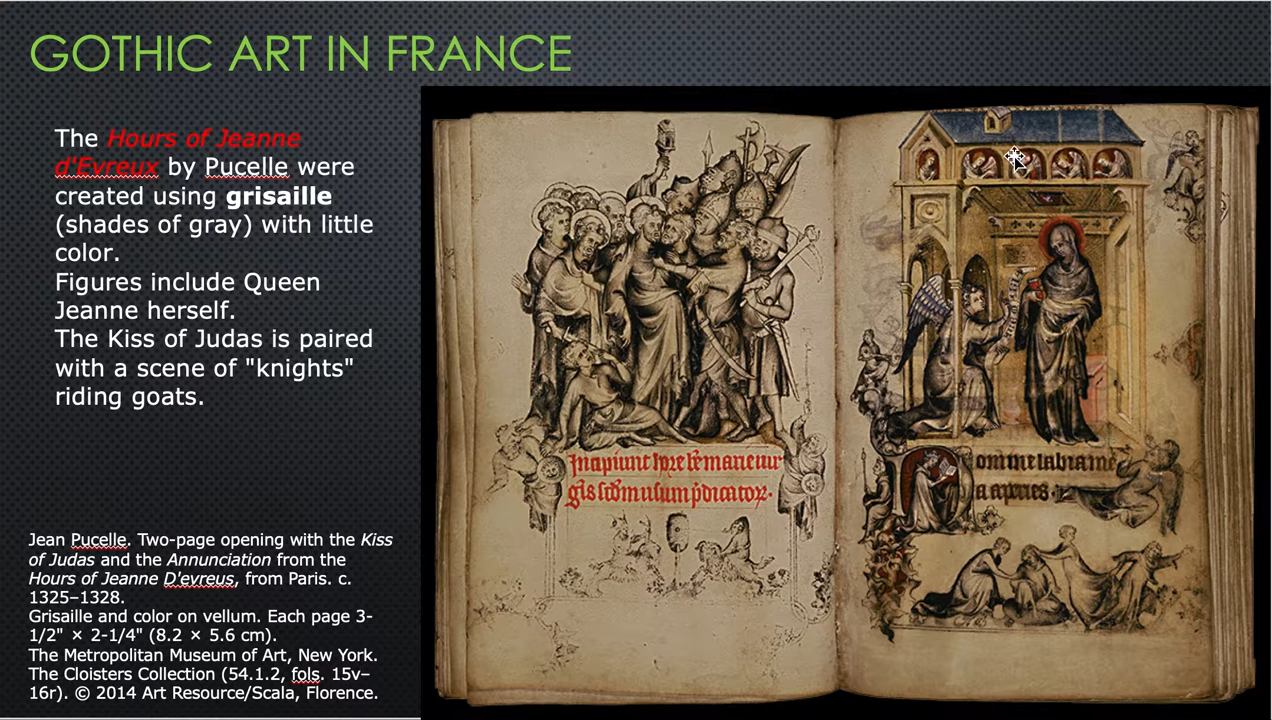 GOTHIC ART IN FRANCE
The Hours of Jeanne
d'Evreux by Pucelle were
created using grisaille
(shades of gray) with little
color.
Figures include Queen
Jeanne herself.
The Kiss of Judas is paired
with a scene of "knights"
riding goats.
Jean Pucelle. Two-page opening with the Kiss
of Judas and the Annunciation from the
Hours of Jeanne D'evreus, from Paris. c.
1325–1328.
Grisaille and color on vellum. Each page 3-
1/2" × 2-1/4" (8.2 × 5.6 cm).
The Metropolitan Museum of Art, New York.
The Cloisters Collection (54.1.2, fols. 15v–
16r). © 2014 Art Resource/Scala, Florence.
omine labia me
a aperies